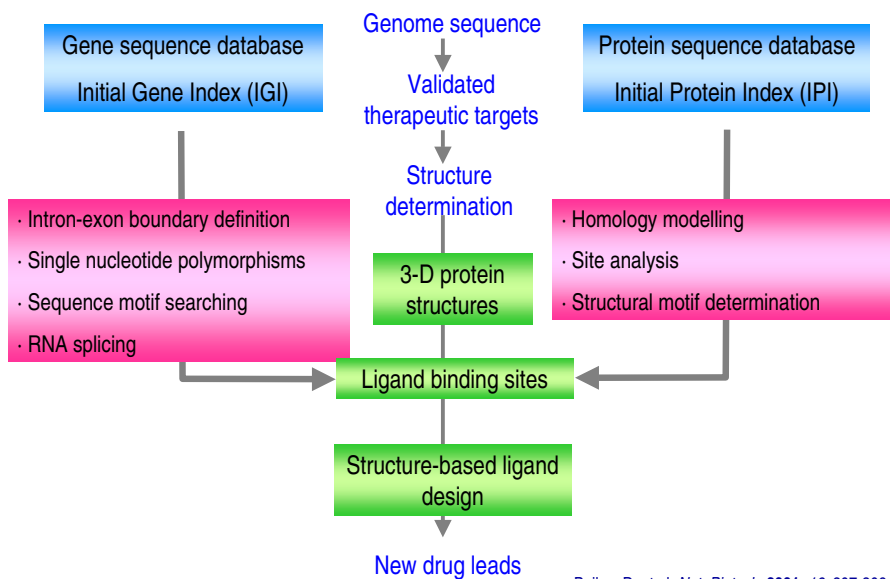 Genome sequence
Gene sequence database
Initial Gene Index (IGI)
Validated
therapeutic targets
Protein sequence database
Initial Protein Index (IPI)
Structure
determination
· Intron-exon boundary definition
· Single nucleotide polymorphisms
· Sequence motif searching
· RNA splicing
3-D protein
structures
· Homology modelling
· Site analysis
· Structural motif determination
Ligand binding sites
Structure-based ligand
design
New drug leads